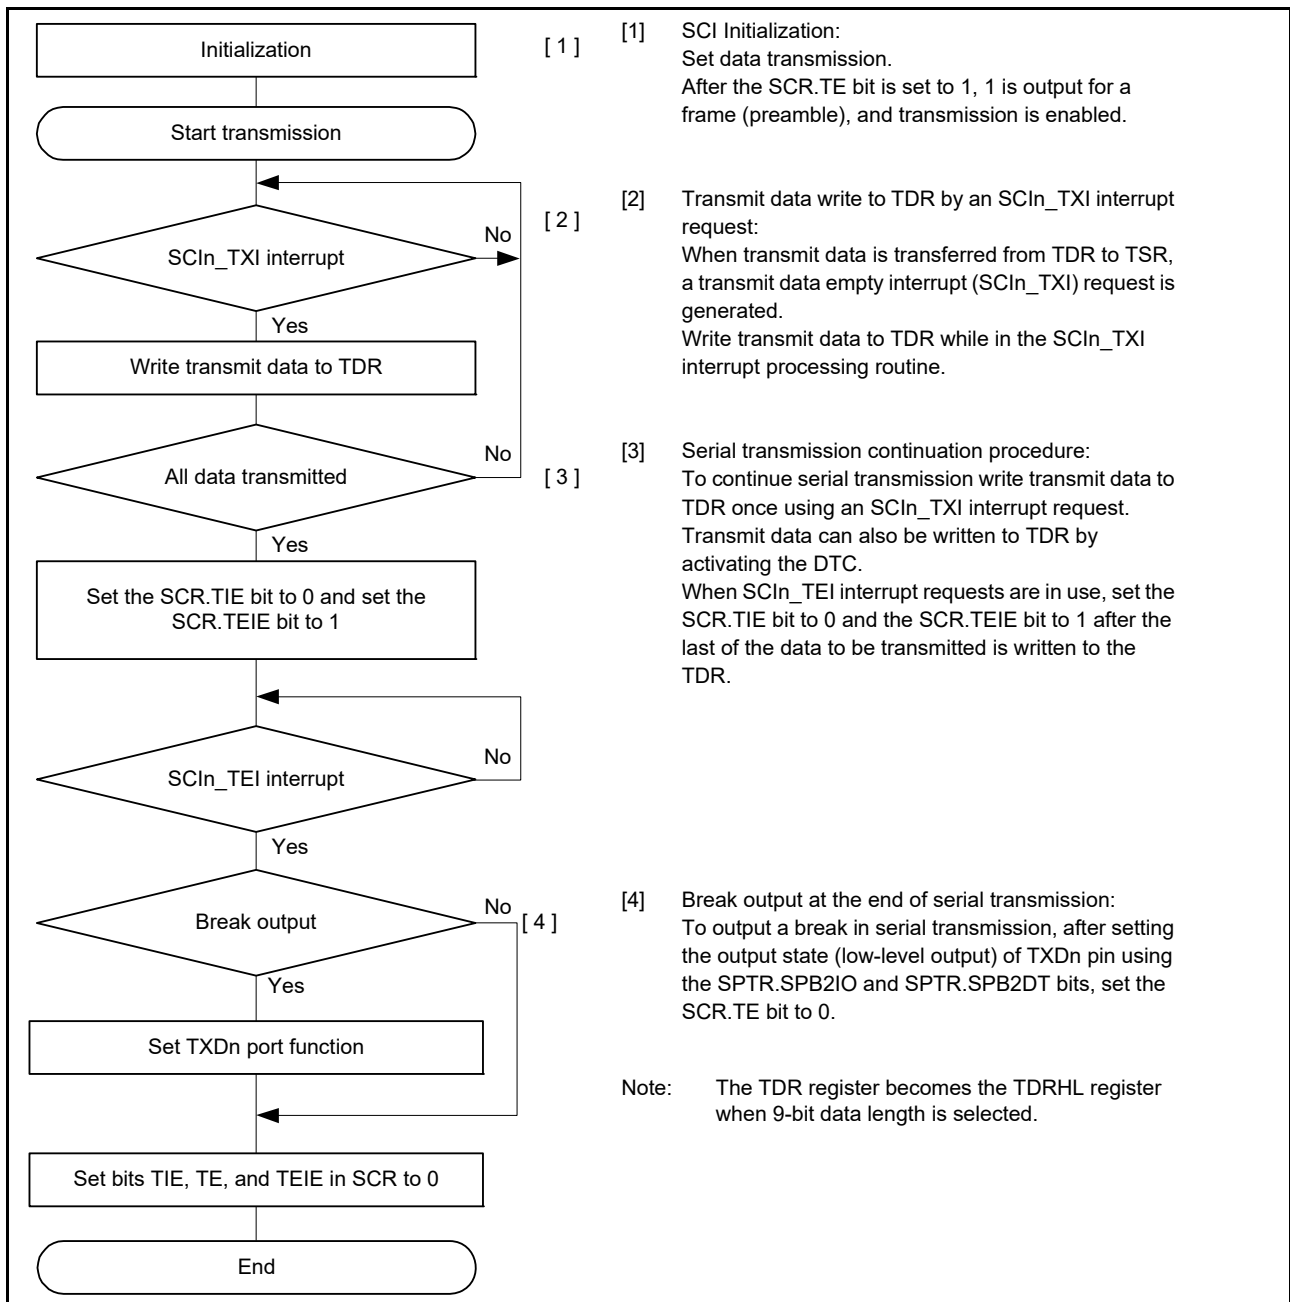 Initialization
[ 1 ]
Start transmission
[ 2 ]
SCIn_TXI interrupt
No
Yes
Write transmit data to TDR
All data transmitted
No
[ 3 ]
Yes
Set the SCR.TIE bit to 0 and set the
SCR.TEIE bit to 1
SCIn_TEI interrupt
No
Yes
Break output
No
[ 4 ]
Yes
Set TXDn port function
Set bits TIE, TE, and TEIE in SCR to 0
End
[1] SCI Initialization:
Set data transmission.
After the SCR.TE bit is set to 1, 1 is output for a
frame (preamble), and transmission is enabled.
[2] Transmit data write to TDR by an SCIn_TXI interrupt
request:
When transmit data is transferred from TDR to TSR,
a transmit data empty interrupt (SCIn_TXI) request is
generated.
Write transmit data to TDR while in the SCIn_TXI
interrupt processing routine.
[3] Serial transmission continuation procedure:
To continue serial transmission write transmit data to
TDR once using an SCIn_TXI interrupt request.
Transmit data can also be written to TDR by
activating the DTC.
When SCIn_TEI interrupt requests are in use, set the
SCR.TIE bit to 0 and the SCR.TEIE bit to 1 after the
last of the data to be transmitted is written to the
TDR.
[4] Break output at the end of serial transmission:
To output a break in serial transmission, after setting
the output state (low-level output) of TXDn pin using
the SPTR.SPB2IO and SPTR.SPB2DT bits, set the
SCR.TE bit to 0.
Note: The TDR register becomes the TDRHL register
when 9-bit data length is selected.